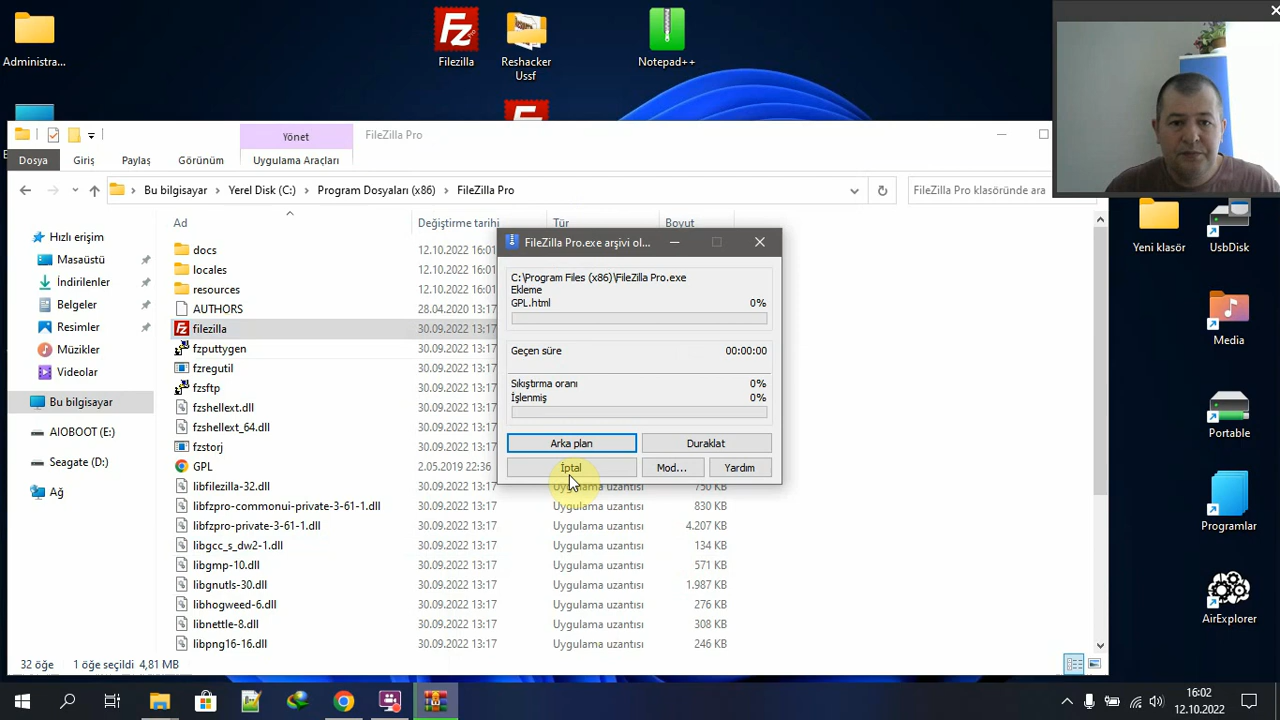 Administra...
Filezilla
Reshacker
Ussf
Notepad++
Yönet
FileZilla Pro
Dosya
Giriş
Paylaş
Görünüm
Uygulama Araçları
Bu bilgisayar
Yerel Disk (C:)
Program Dosyaları (x86)
FileZilla Pro
FileZilla Pro klasöründe ara
Ad
Değiştirme tarihi
Tür
Boyut
Hızlı erişim
Masaüstü
İndirilenler
Belgeler
Resimler
Müzikler
Videolar
Bu bilgisayar
AIOBOOT (E:)
Seagate (D:)
Ağ
docs 12.10.2022 16:01
locales 12.10.2022 16:01
resources 12.10.2022 16:01
AUTHORS 28.04.2020 13:17
filezilla 30.09.2022 13:17
fzputtygen 30.09.2022 13:17
fzregutil 30.09.2022 13:17
fzsftp 30.09.2022 13:17
fzshellext.dll 30.09.2022 13:17
fzshellext_64.dll 30.09.2022 13:17
fzstorj 30.09.2022 13:17
GPL 2.05.2019 22:36
libfilezilla-32.dll 30.09.2022 13:17 Uygulama uzantısı 750 KB
libfzpro-commonui-private-3-61-1.dll 30.09.2022 13:17 Uygulama uzantısı 830 KB
libfzpro-private-3-61-1.dll 30.09.2022 13:17 Uygulama uzantısı 4.207 KB
libgcc_s_dw2-1.dll 30.09.2022 13:17 Uygulama uzantısı 134 KB
libgmp-10.dll 30.09.2022 13:17 Uygulama uzantısı 571 KB
libgnutls-30.dll 30.09.2022 13:17 Uygulama uzantısı 1.987 KB
libhogweed-6.dll 30.09.2022 13:17 Uygulama uzantısı 276 KB
libnettle-8.dll 30.09.2022 13:17 Uygulama uzantısı 308 KB
libpng16-16.dll 30.09.2022 13:17 Uygulama uzantısı 246 KB
32 öğe
1 öğe seçildi 4,81 MB
FileZilla Pro.exe arşivi ol...
C:\Program Files (x86)\FileZilla Pro.exe
Ekleme
GPL.html 0%
Geçen süre 00:00:00
Sıkıştırma oranı 0%
İşlenmiş 0%
Arka plan
Duraklat
İptal
Mod...
Yardım
Yeni klasör
UsbDisk
Media
Portable
Programlar
AirExplorer
16:02
12.10.2022